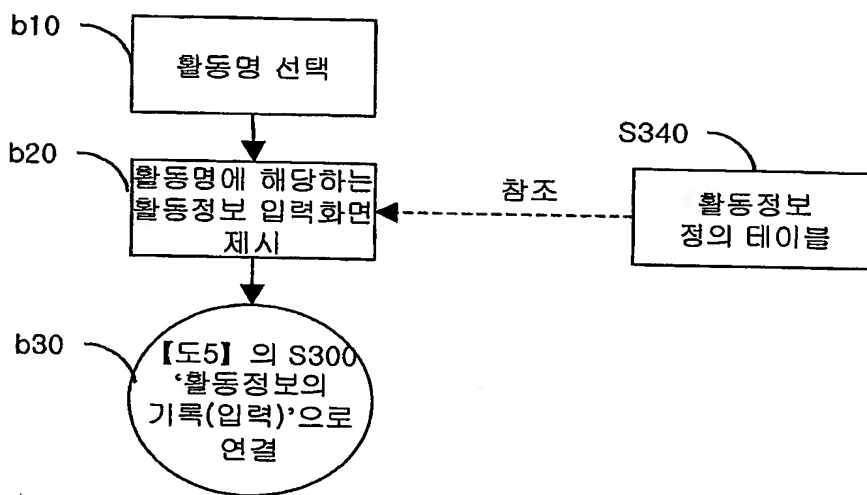 b10
활동명 선택
b20
활동명에 해당하는
활동정보 입력화면
제시
참조
S340
활동정보
정의 테이블
b30
【도5】의 S300
‘활동정보의
기록(입력)’으로
연결